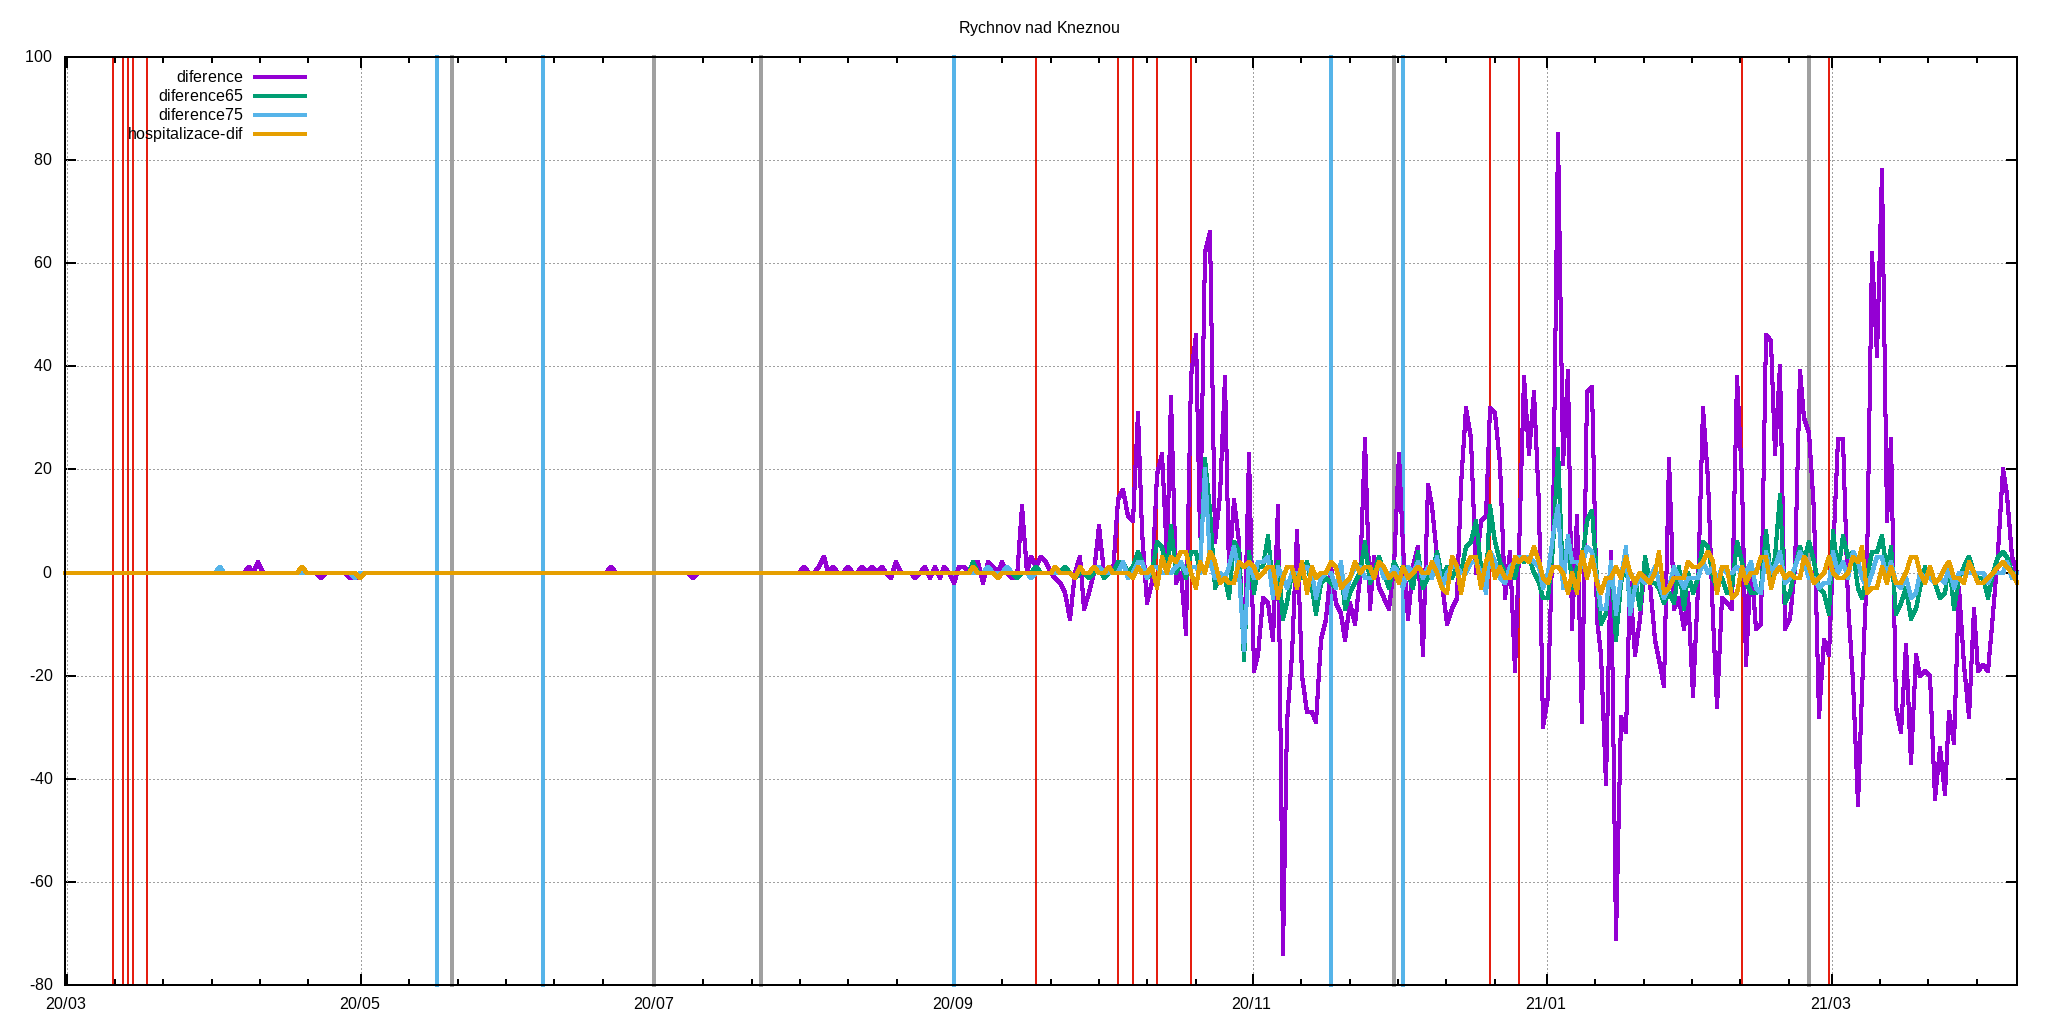 Rychnov nad Kneznou
100
80
60
40
20
0
-20
-40
-60
-80
diference
diference65
diference75
hospitalizace-dif
20/03 20/05 20/07 20/09 20/11 21/01 21/03